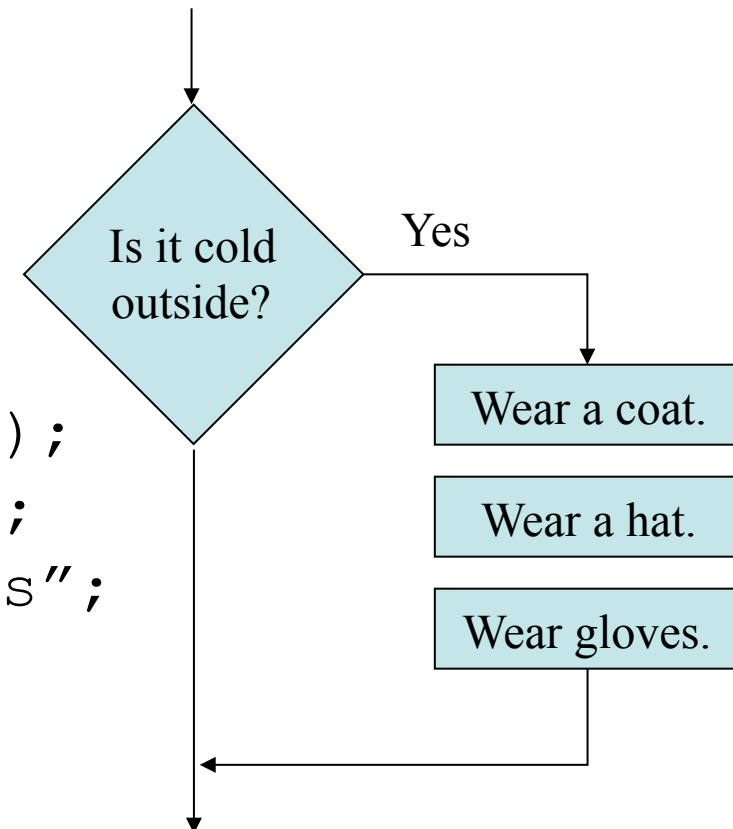 Yes
Is it cold
outside?
Wear a coat.
);
Wear a hat.
;
s”;
Wear gloves.